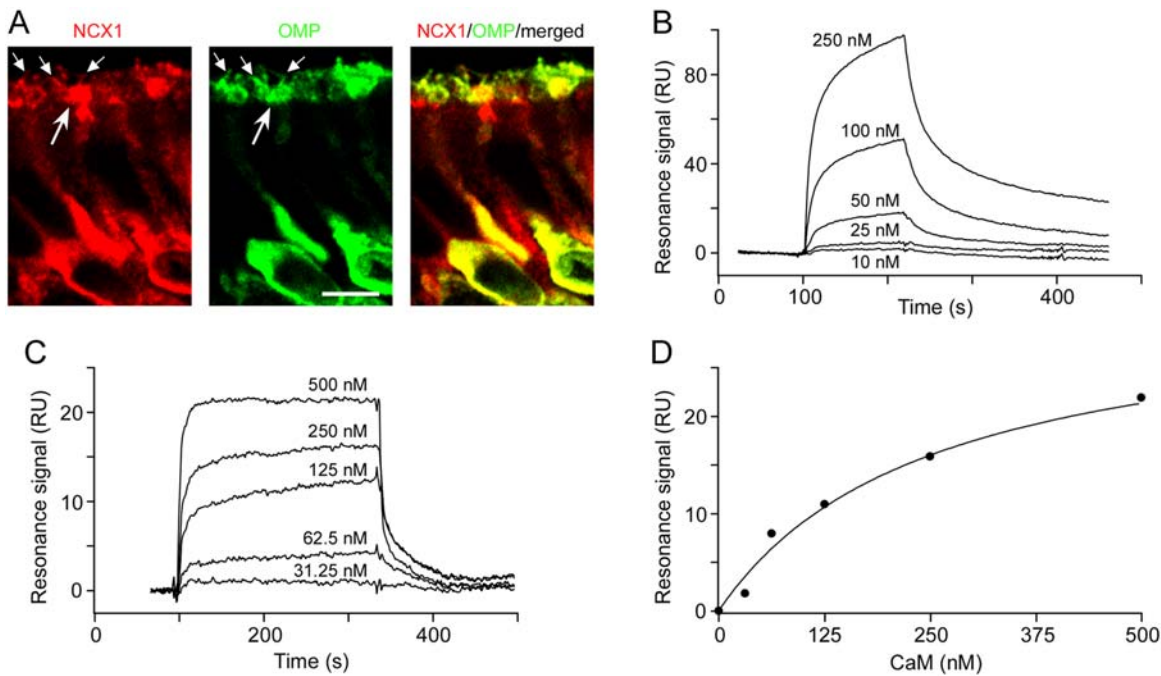 A
NCX1
OMP
NCX1/OMP/merged
B
Resonance signal (RU)
80
40
0
250 nM
100 nM
50 nM
25 nM
10 nM
0 100 400
Time (s)
C
Resonance signal (RU)
20
10
0
500 nM
250 nM
125 nM
62.5 nM
31.25 nM
0 200 400
Time (s)
D
Resonance signal (RU)
20
10
0
0 125 250 375 500
CaM (nM)